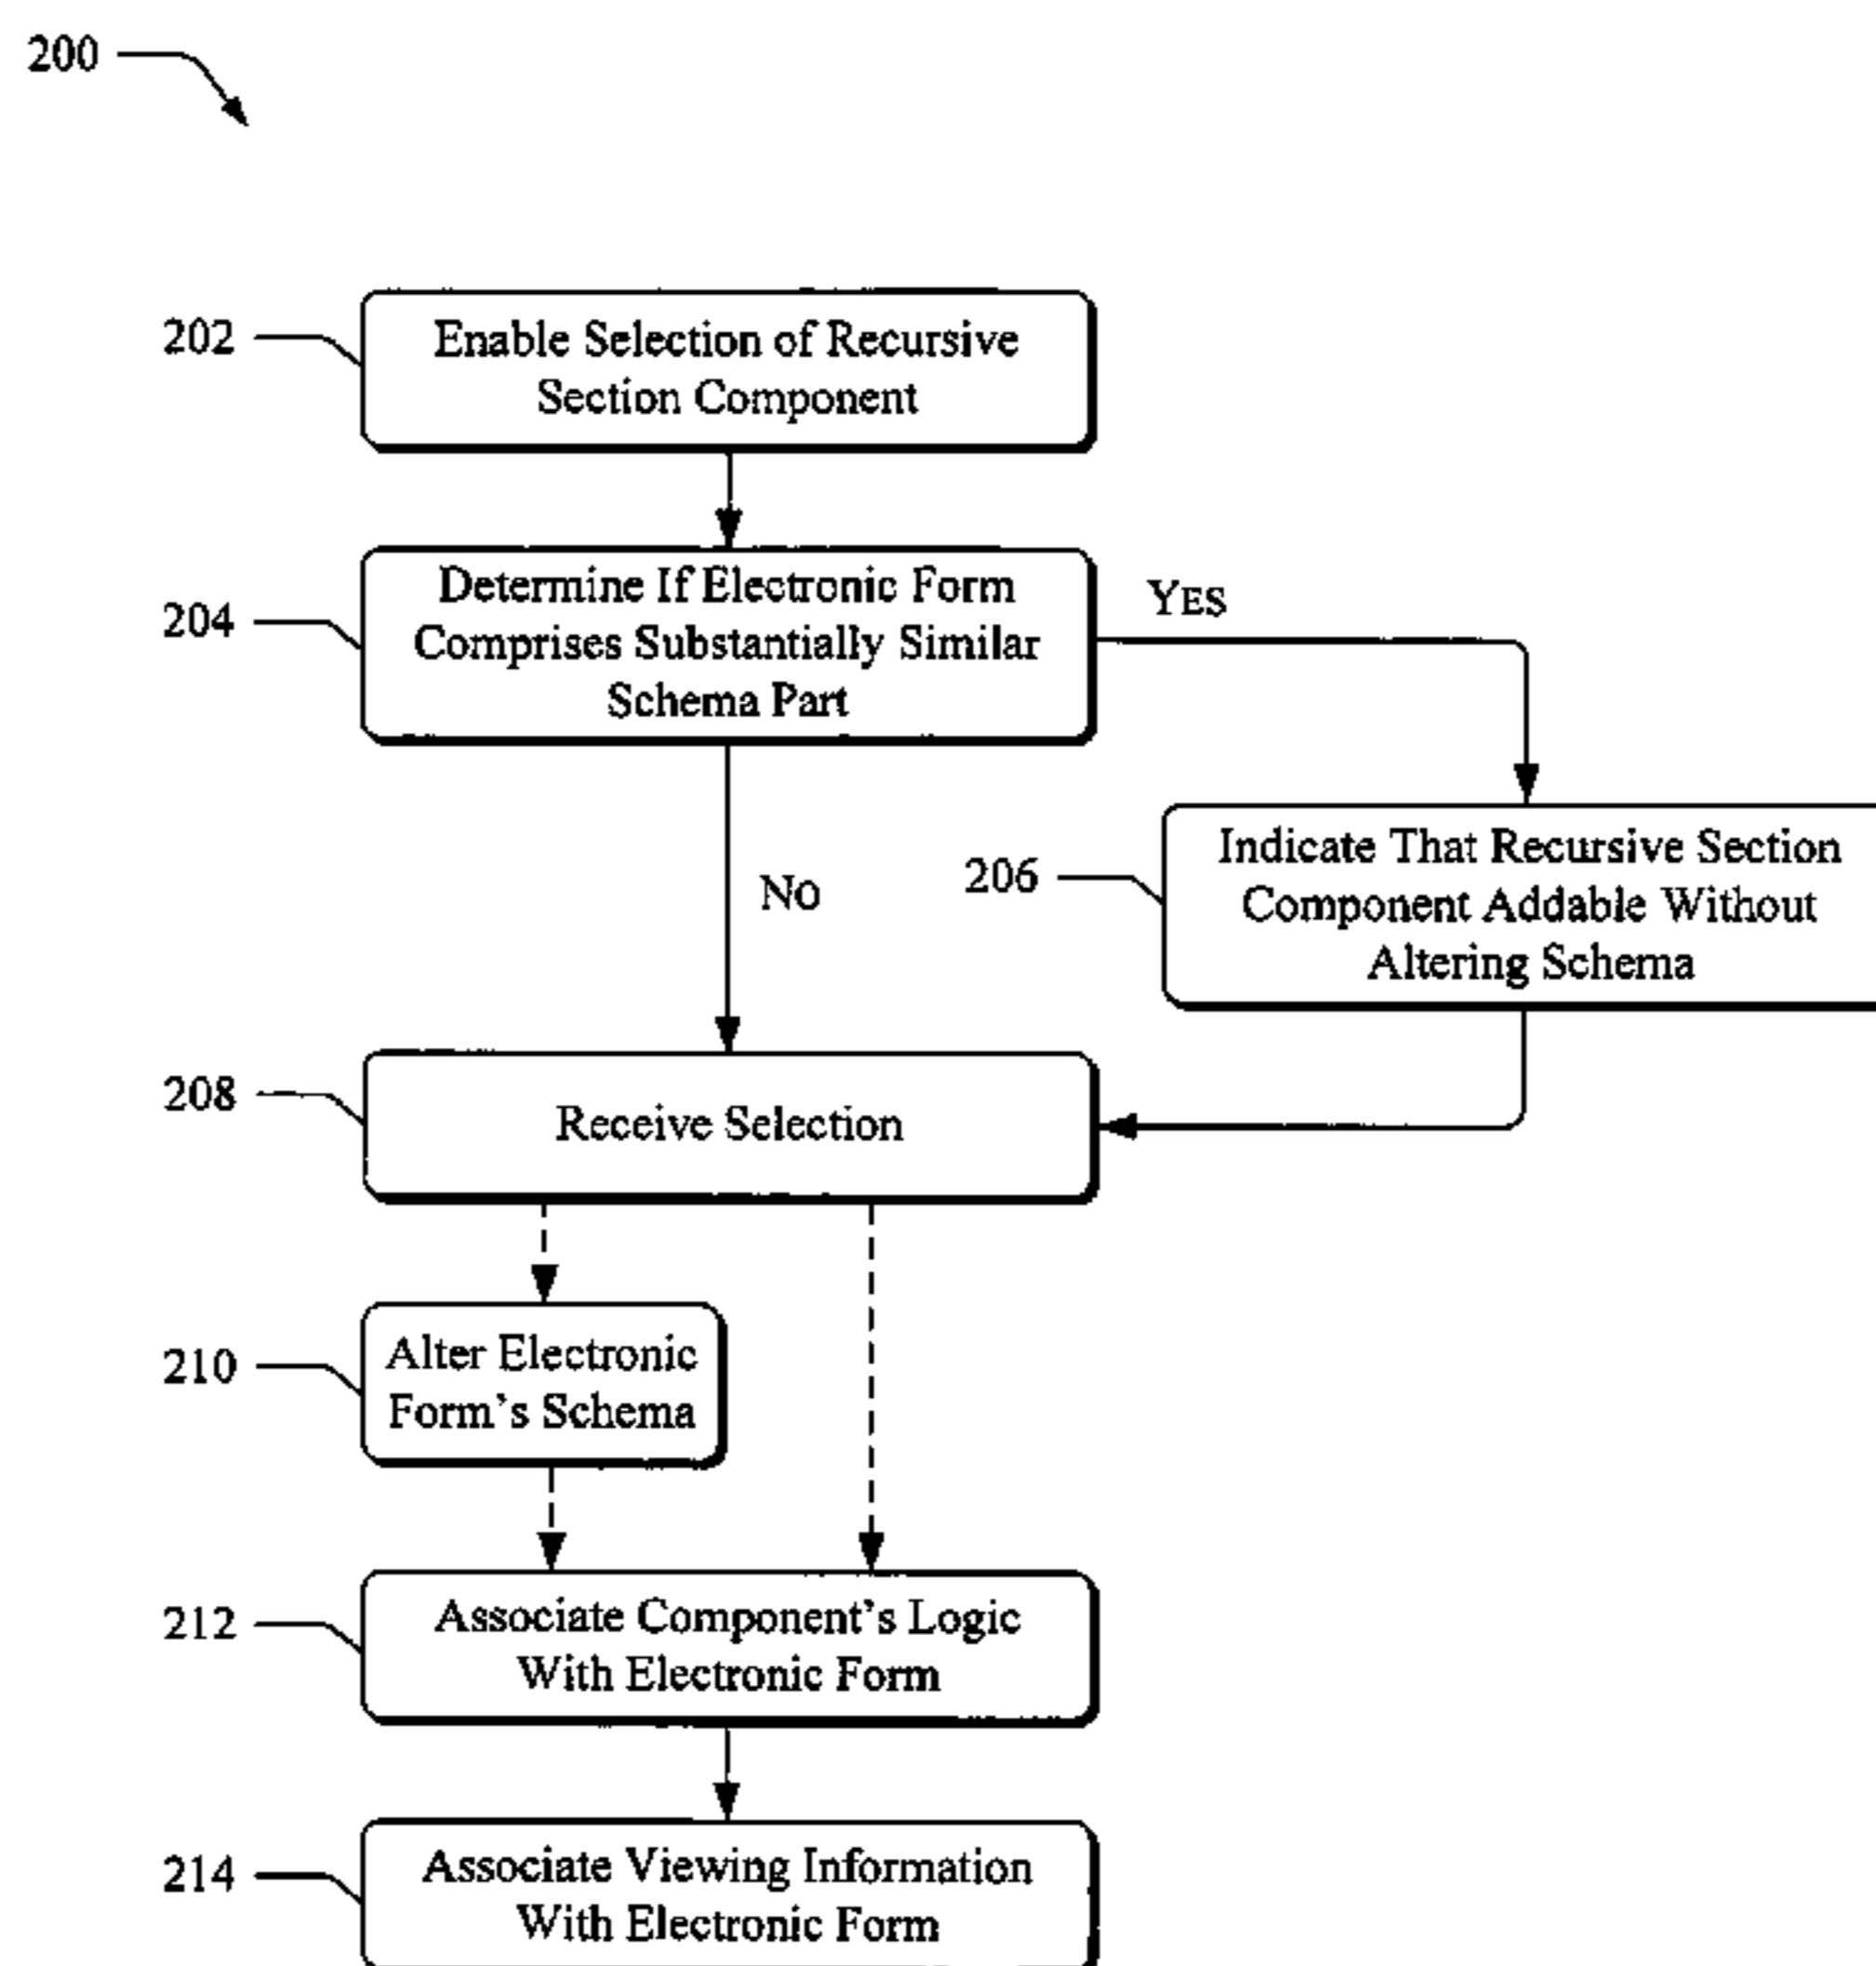 200
202
Enable Selection of Recursive
Section Component
204
Determine If Electronic Form
Comprises Substantially Similar
Schema Part
YES
NO
206
Indicate That Recursive Section
Component Addable Without
Altering Schema
208
Receive Selection
210
Alter Electronic
Form's Schema
212
Associate Component's Logic
With Electronic Form
214
Associate Viewing Information
With Electronic Form